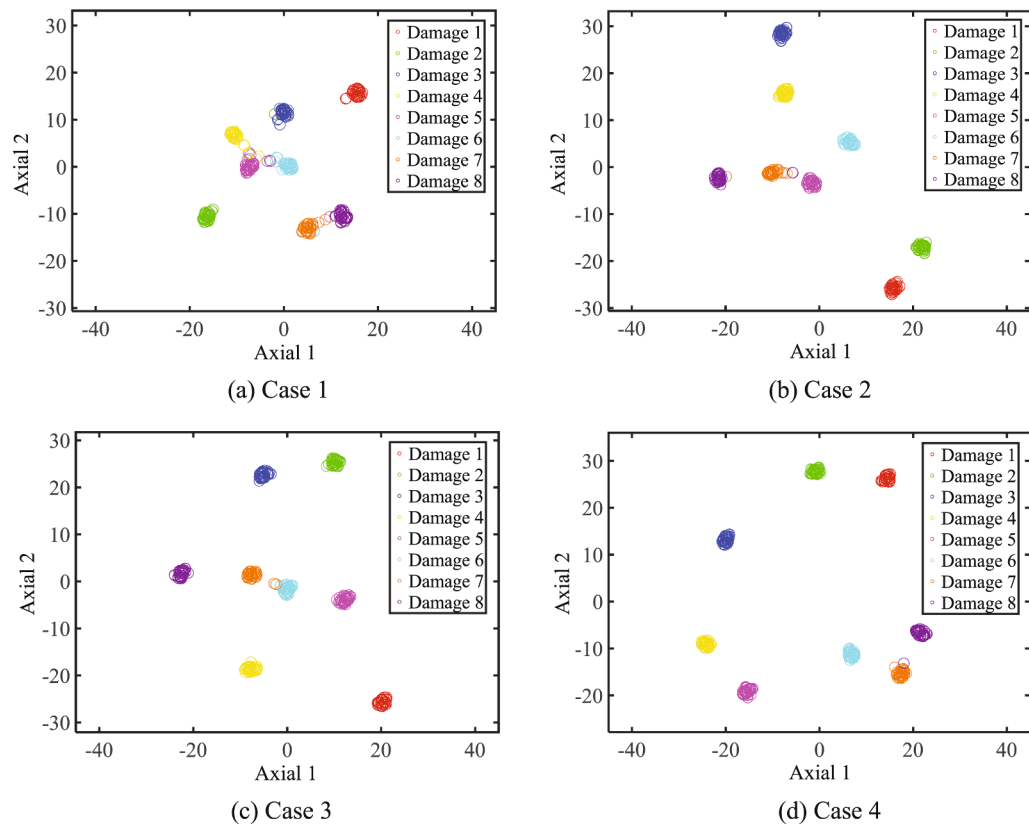 30
20
10
0
-10
-20
-30
-40
-20
0
20
40
Axial 2
Axial 1
Damage 1
Damage 2
Damage 3
Damage 4
Damage 5
Damage 6
Damage 7
Damage 8
(a) Case 1
30
20
10
0
-10
-20
-30
-40
-20
0
20
40
Axial 2
Axial 1
Damage 1
Damage 2
Damage 3
Damage 4
Damage 5
Damage 6
Damage 7
Damage 8
(b) Case 2
30
20
10
0
-10
-20
-30
-40
-20
0
20
40
Axial 2
Axial 1
Damage 1
Damage 2
Damage 3
Damage 4
Damage 5
Damage 6
Damage 7
Damage 8
(c) Case 3
30
20
10
0
-10
-20
-40
-20
0
20
40
Axial 2
Axial 1
Damage 1
Damage 2
Damage 3
Damage 4
Damage 5
Damage 6
Damage 7
Damage 8
(d) Case 4